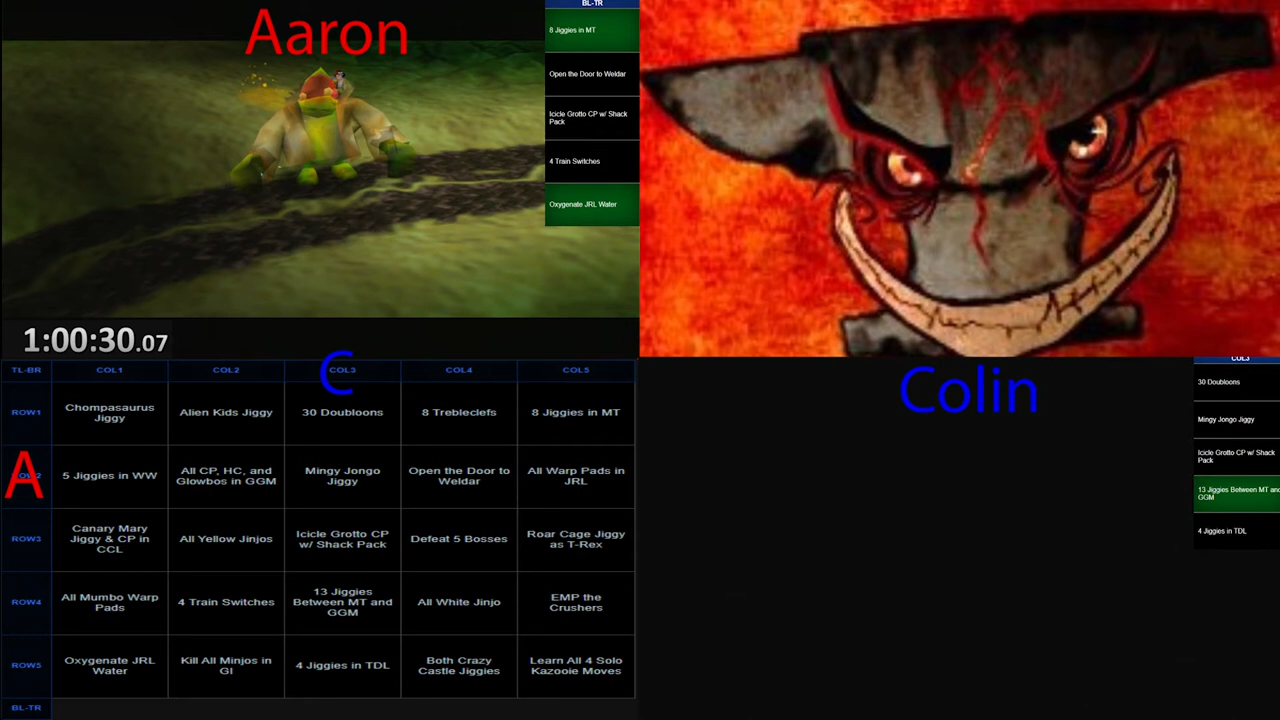 Aaron
BL-TR
8 Jiggies in MT
Open the Door to Weldar
Icicle Grotto CP w/ Shack
Pack
4 Train Switches
Oxygenate JRL Water
1:00:30.07
C
Colin
TL-BR
COL1
COL2
COL3
COL4
COL5
ROW1
Chompasaurus
Jiggy
Alien Kids Jiggy
30 Doubloons
8 Trebleclefs
8 Jiggies in MT
A
5 Jiggies in WW
All CP, HC, and
Glowbos in GGM
Mingy Jongo
Jiggy
Open the Door to
Weldar
All Warp Pads in
JRL
ROW3
Canary Mary
Jiggy & CP in
CCL
All Yellow Jinjos
Icicle Grotto CP
w/ Shack Pack
Defeat 5 Bosses
Roar Cage Jiggy
as T-Rex
ROW4
All Mumbo Warp
Pads
4 Train Switches
13 Jiggies
Between MT and
GGM
All White Jinjo
EMP the
Crushers
ROW5
Oxygenate JRL
Water
Kill All Minjos in
GI
4 Jiggies in TDL
Both Crazy
Castle Jiggies
Learn All 4 Solo
Kazooie Moves
BL-TR
COL3
30 Doubloons
Mingy Jongo Jiggy
Icicle Grotto CP w/ Shack
Pack
13 Jiggies Between MT and
GGM
4 Jiggies in TDL